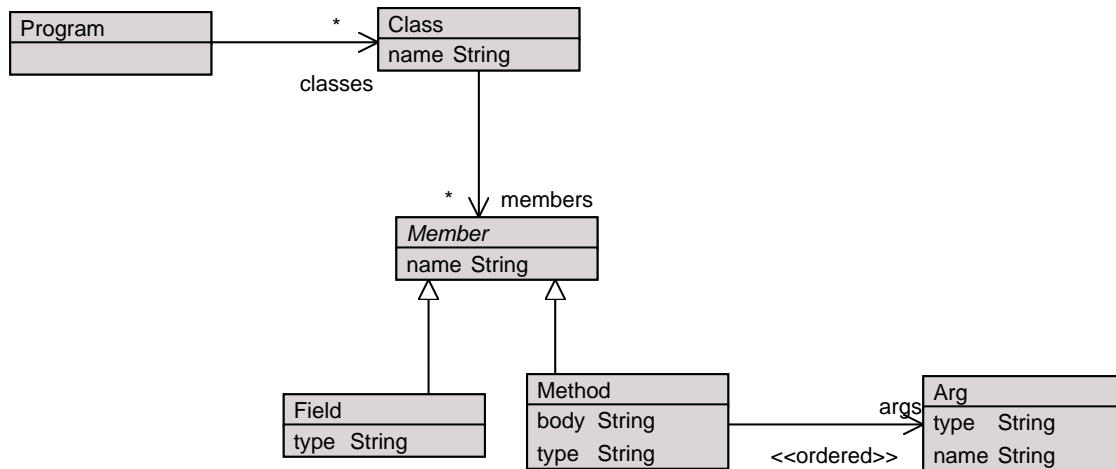 Program
*
Class
name String
classes
*
members
Member
name String
Field
type String
Method
body String
type String
args
<<ordered>>
Arg
type String
name String